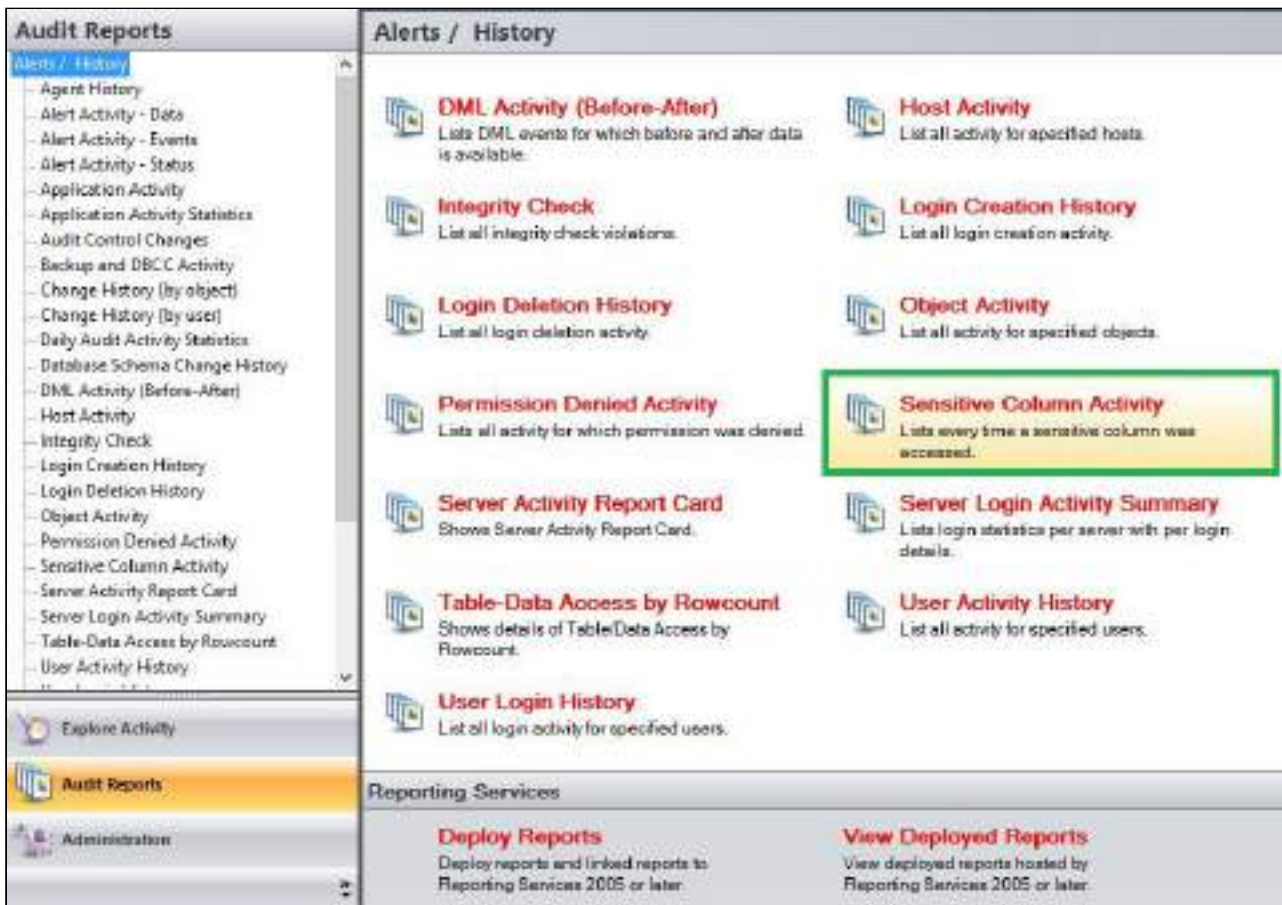 Audit Reports
Alerts / History
Agent History
Alert Activity - Data
Alert Activity - Events
Alert Activity - Status
Application Activity
Application Activity Statistics
Audit Control Changes
Backup and DBCC Activity
Change History (by object)
Change History (by user)
Daily Audit Activity Statistics
Database Schema Change History
DML Activity (Before-After)
Host Activity
Integrity Check
Login Creation History
Login Deletion History
Object Activity
Permission Denied Activity
Sensitive Column Activity
Server Activity Report Card
Server Login Activity Summary
Table-Data Access by Rowcount
User Activity History
Explore Activity
Audit Reports
Administration
Alerts / History
DML Activity (Before-After)
Lists DML events for which before and after data
is available.
Host Activity
List all activity for specified hosts.
Integrity Check
List all integrity check violations.
Login Creation History
List all login creation activity.
Login Deletion History
List all login deletion activity.
Object Activity
List all activity for specified objects.
Permission Denied Activity
Lists all activity for which permission was denied.
Sensitive Column Activity
Lists every time a sensitive column was
accessed.
Server Activity Report Card
Shows Server Activity Report Card.
Server Login Activity Summary
Lists login statistics per server with per login
details.
Table-Data Access by Rowcount
Shows details of Table/Data Access by
Rowcount.
User Activity History
List all activity for specified users.
User Login History
List all login activity for specified users.
Reporting Services
Deploy Reports
Deploy reports and linked reports to
Reporting Services 2005 or later
View Deployed Reports
View deployed reports hosted by
Reporting Services 2005 or later.